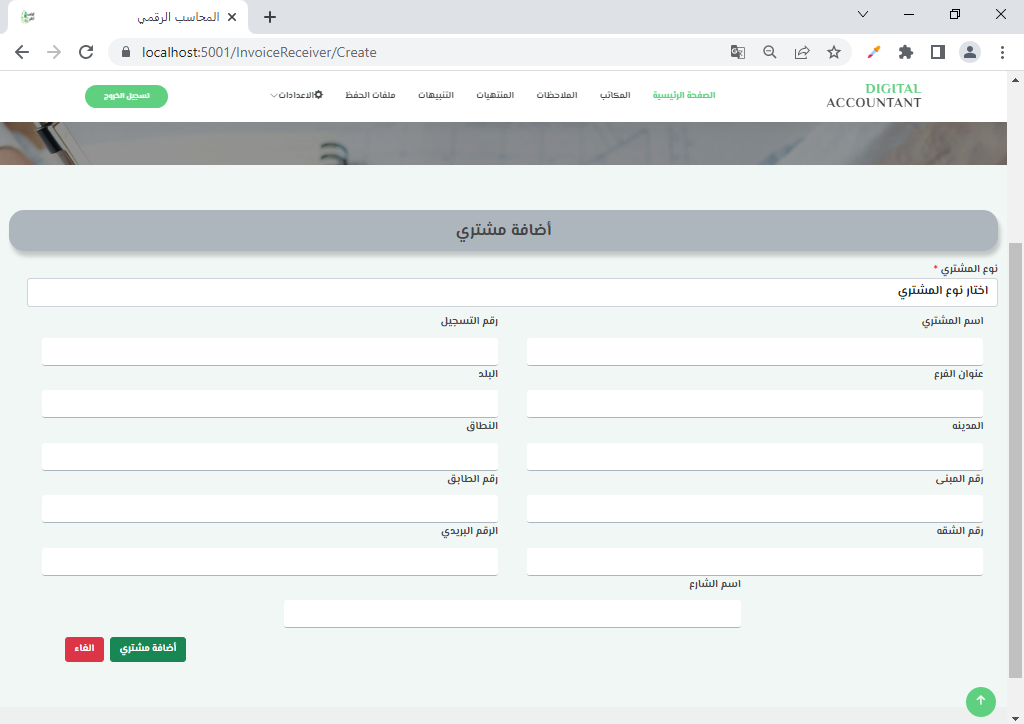 المحاسب الرقمي
localhost:5001/InvoiceReceiver/Create
DIGITAL
ACCOUNTANT
الصفحة الرئيسية المكاتب الملاحظات المنتهيات التنبيهات ملفات الحفظ الاعدادات تسجيل الخروج
أضافة مشتري
نوع المشتري *
اختار نوع المشتري
اسم المشتري رقم التسجيل
عنوان الفرع البلد
المدينه النطاق
رقم المبنى رقم الطابق
رقم الشقه الرقم البريدي
اسم الشارع
أضافة مشتري الغاء